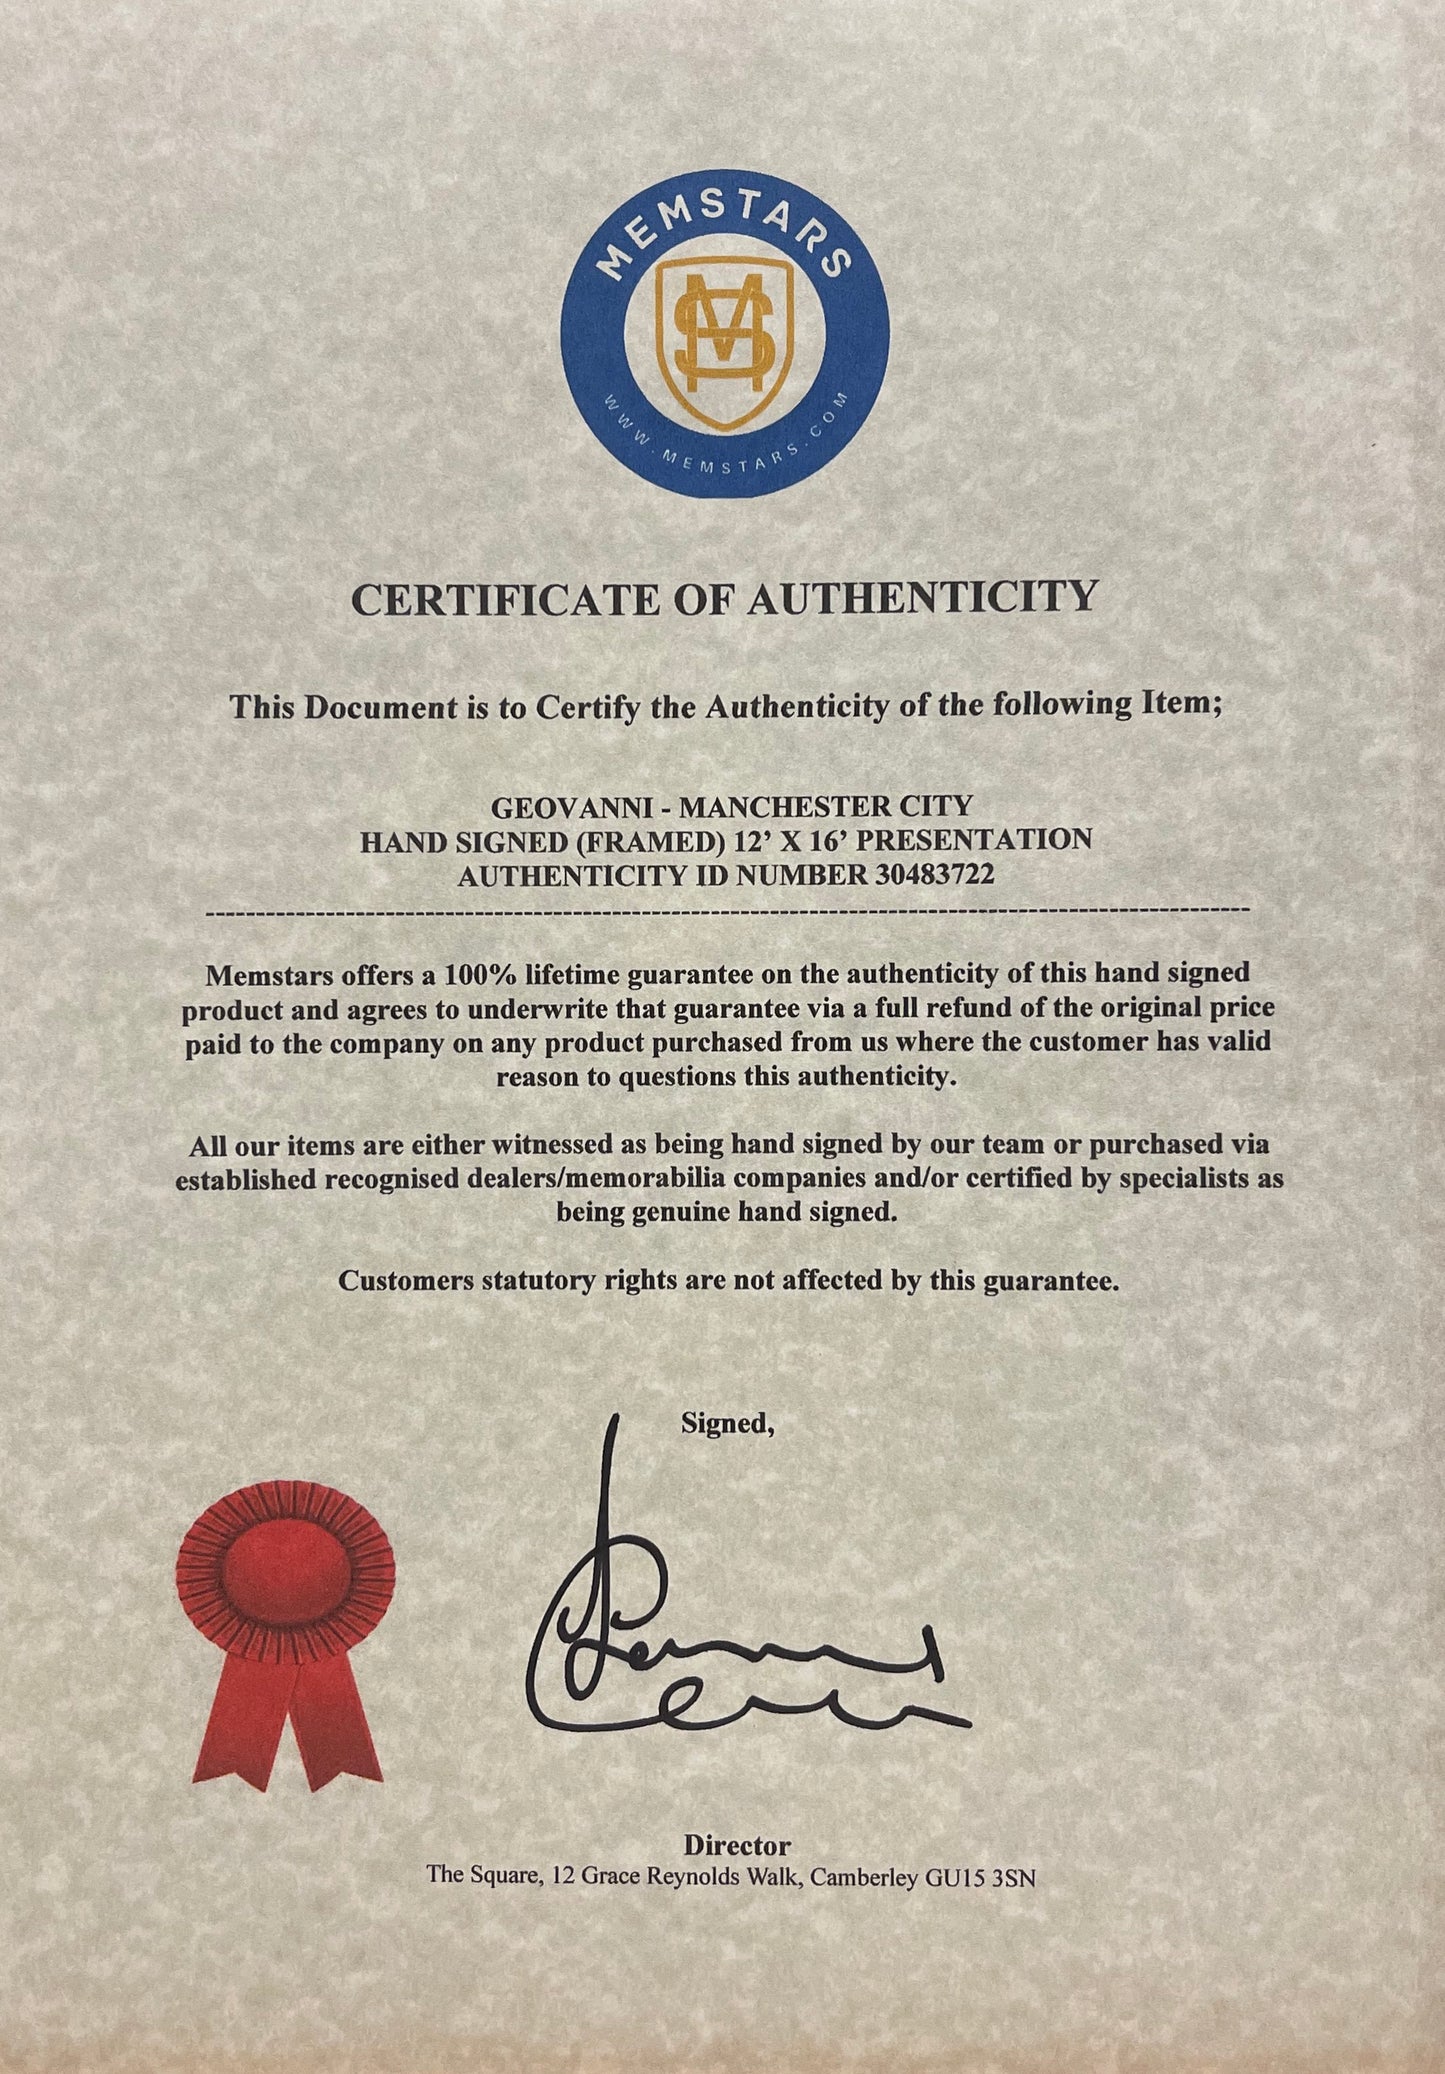 MEMSTARS
WWW.MEMSTARS.COM
CERTIFICATE OF AUTHENTICITY
This Document is to Certify the Authenticity of the following Item;
GEOVANNI - MANCHESTER CITY
HAND SIGNED (FRAMED) 12’ X 16’ PRESENTATION
AUTHENTICITY ID NUMBER 30483722
Memstars offers a 100% lifetime guarantee on the authenticity of this hand signed
product and agrees to underwrite that guarantee via a full refund of the original price
paid to the company on any product purchased from us where the customer has valid
reason to questions this authenticity.
All our items are either witnessed as being hand signed by our team or purchased via
established recognised dealers/memorabilia companies and/or certified by specialists as
being genuine hand signed.
Customers statutory rights are not affected by this guarantee.
Signed,
Director
The Square, 12 Grace Reynolds Walk, Camberley GU15 3SN